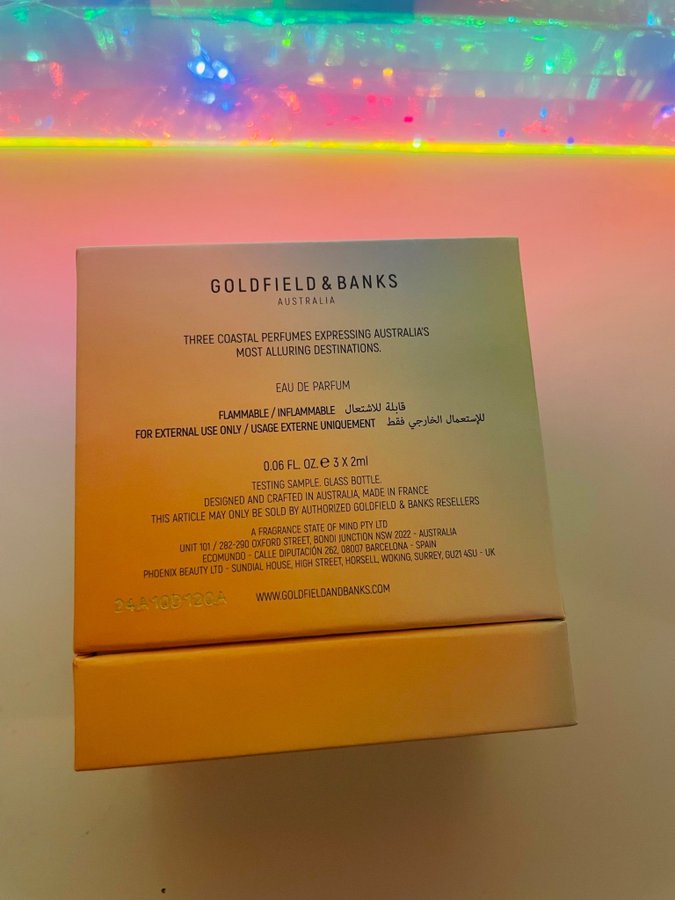 GOLDFIELD & BANKS
AUSTRALIA
THREE COASTAL PERFUMES EXPRESSING AUSTRALIA'S
MOST ALLURING DESTINATIONS.
EAU DE PARFUM
FLAMMABLE / INFLAMMABLE قابلة للاشتعال
FOR EXTERNAL USE ONLY / USAGE EXTERNE UNIQUEMENT للإستعمال الخارجي فقط
0.06 FL. OZ. ℮ 3 X 2ml
TESTING SAMPLE. GLASS BOTTLE.
DESIGNED AND CRAFTED IN AUSTRALIA, MADE IN FRANCE
THIS ARTICLE MAY ONLY BE SOLD BY AUTHORIZED GOLDFIELD & BANKS RESELLERS
A FRAGRANCE STATE OF MIND PTY LTD
UNIT 101 / 282-290 OXFORD STREET, BONDI JUNCTION NSW 2022 - AUSTRALIA
ECOMUNDO - CALLE DIPUTACIÓN 262, 08007 BARCELONA - SPAIN
PHOENIX BEAUTY LTD - SUNDIAL HOUSE, HIGH STREET, HORSELL, WOKING, SURREY, GU21 4SU - UK
WWW.GOLDFIELDANDBANKS.COM